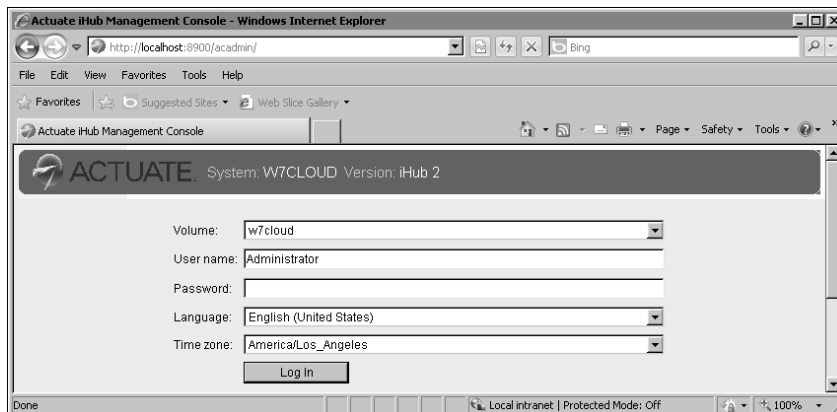 Actuate iHub Management Console - Windows Internet Explorer
http://localhost:8900/acadmin/
Bing
File Edit View Favorites Tools Help
Favorites Suggested Sites Web Slice Gallery
Actuate iHub Management Console
Page Safety Tools
ACTUATE. System: W7CLOUD Version: iHub 2
Volume: w7cloud
User name: Administrator
Password:
Language: English (United States)
Time zone: America/Los_Angeles
Log In
Done Local intranet | Protected Mode: Off 100%